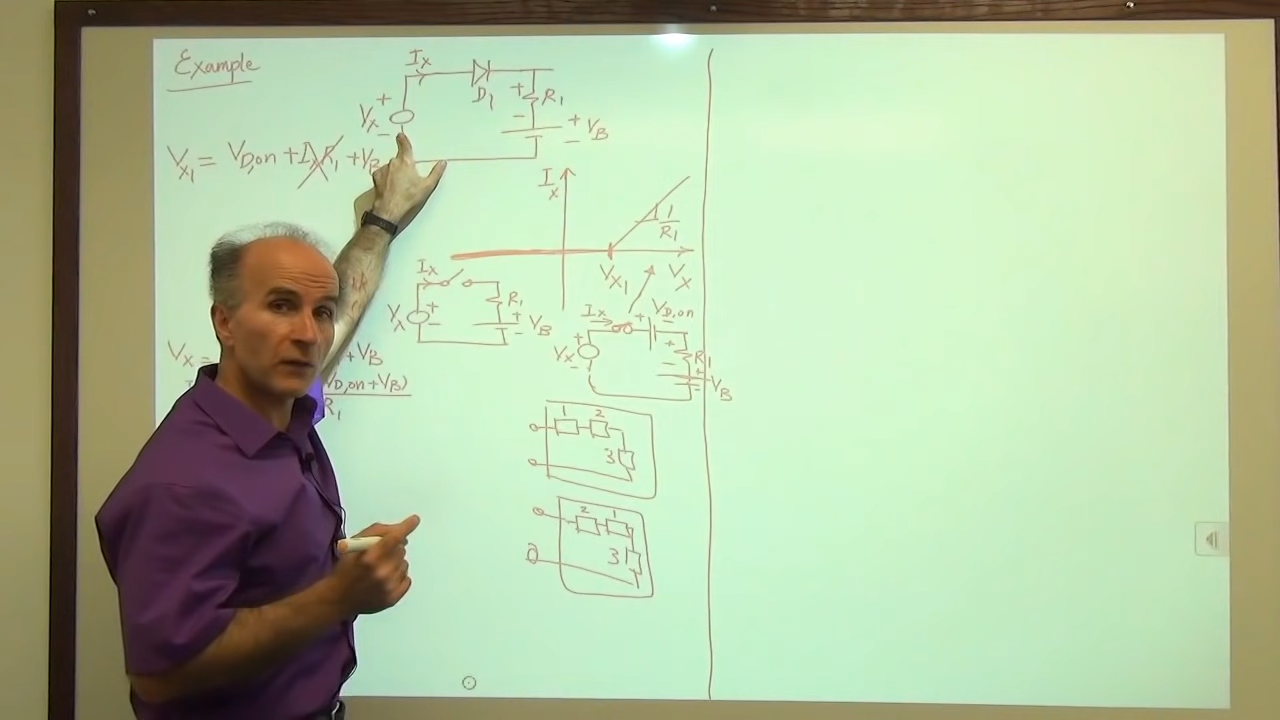 Example
Ix
+
Vx
−
D1
+
−
R1
+
−
VB
Vx1 = VD,on + IxR1 + VB
Ix
1
R1
Vx1
Vx
Ix
Vx
+
−
R1
+
−
VB
Ix
+
VD,on
−
Vx
+
−
+
−
R1
+
−
VB
Vx =
+ VB
VD,on + VB)
R1
1
2
3
2
1
3